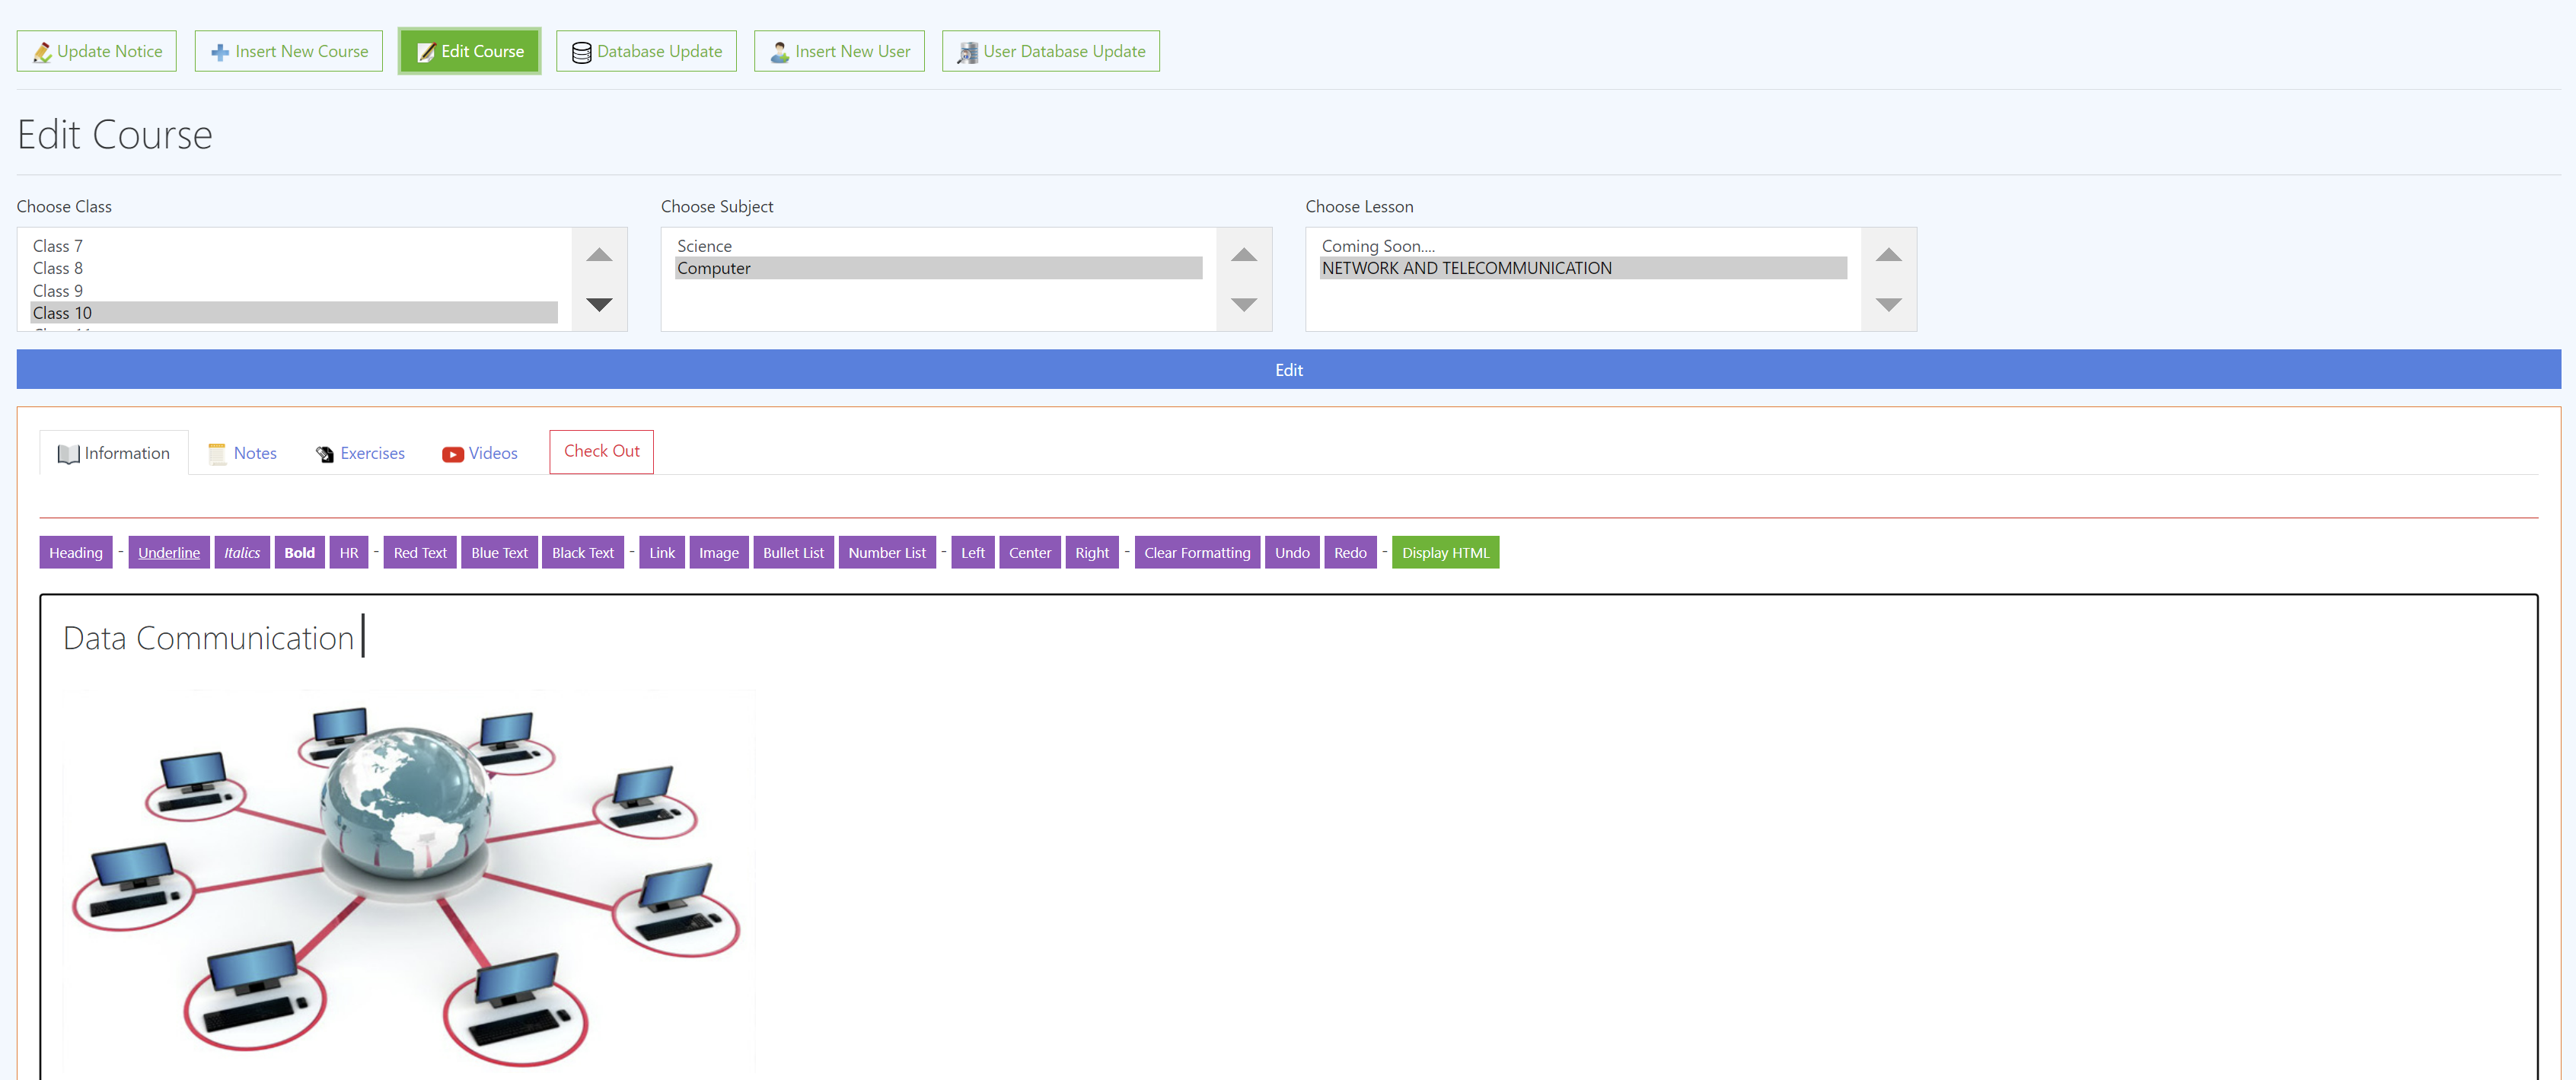 Update Notice Insert New Course Edit Course Database Update Insert New User User Database Update
Edit Course
Choose Class Choose Subject Choose Lesson
Class 7 Science Coming Soon....
Class 8 Computer NETWORK AND TELECOMMUNICATION
Class 9
Class 10
Edit
Information Notes Exercises Videos Check Out
Heading - Underline Italics Bold HR - Red Text Blue Text Black Text - Link Image Bullet List Number List - Left Center Right - Clear Formatting Undo Redo - Display HTML
Data Communication